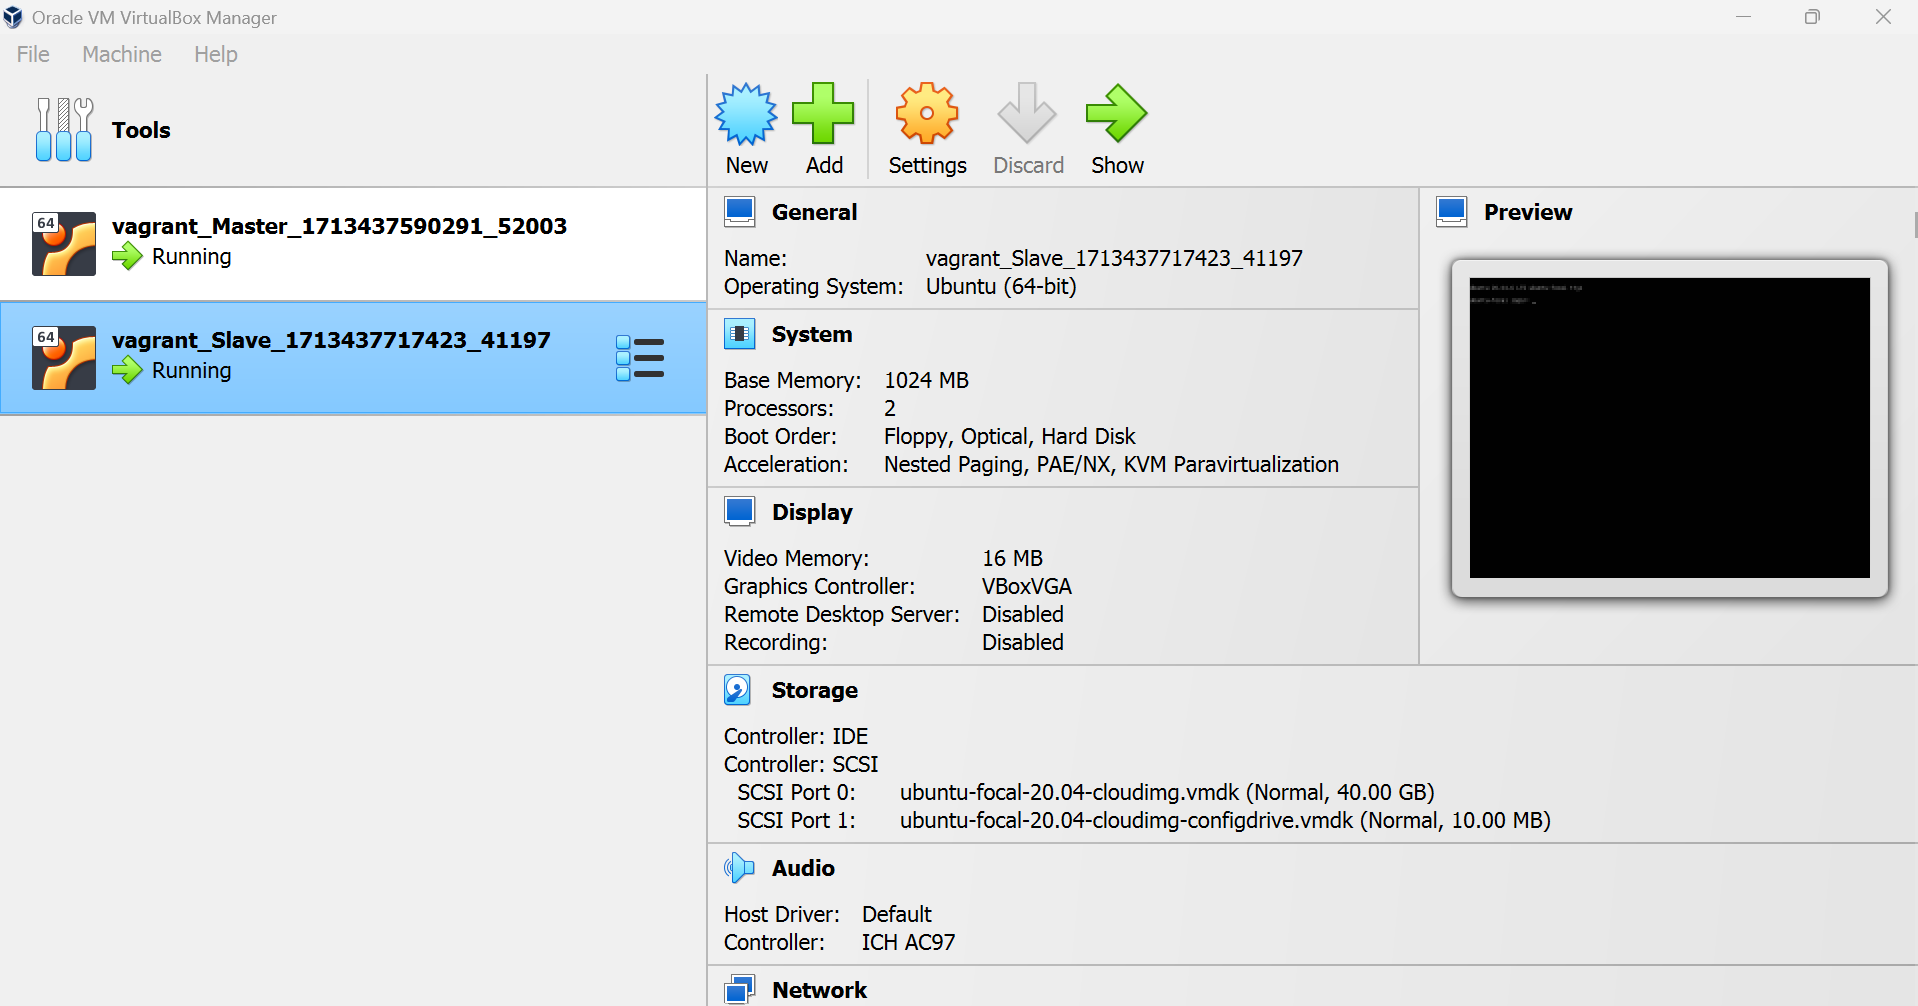 Oracle VM VirtualBox Manager
File Machine Help
Tools
New Add Settings Discard Show
64
vagrant_Master_1713437590291_52003
Running
64
vagrant_Slave_1713437717423_41197
Running
General
Name: vagrant_Slave_1713437717423_41197
Operating System: Ubuntu (64-bit)
System
Base Memory: 1024 MB
Processors: 2
Boot Order: Floppy, Optical, Hard Disk
Acceleration: Nested Paging, PAE/NX, KVM Paravirtualization
Display
Video Memory: 16 MB
Graphics Controller: VBoxVGA
Remote Desktop Server: Disabled
Recording: Disabled
Preview
Storage
Controller: IDE
Controller: SCSI
SCSI Port 0: ubuntu-focal-20.04-cloudimg.vmdk (Normal, 40.00 GB)
SCSI Port 1: ubuntu-focal-20.04-cloudimg-configdrive.vmdk (Normal, 10.00 MB)
Audio
Host Driver: Default
Controller: ICH AC97
Network